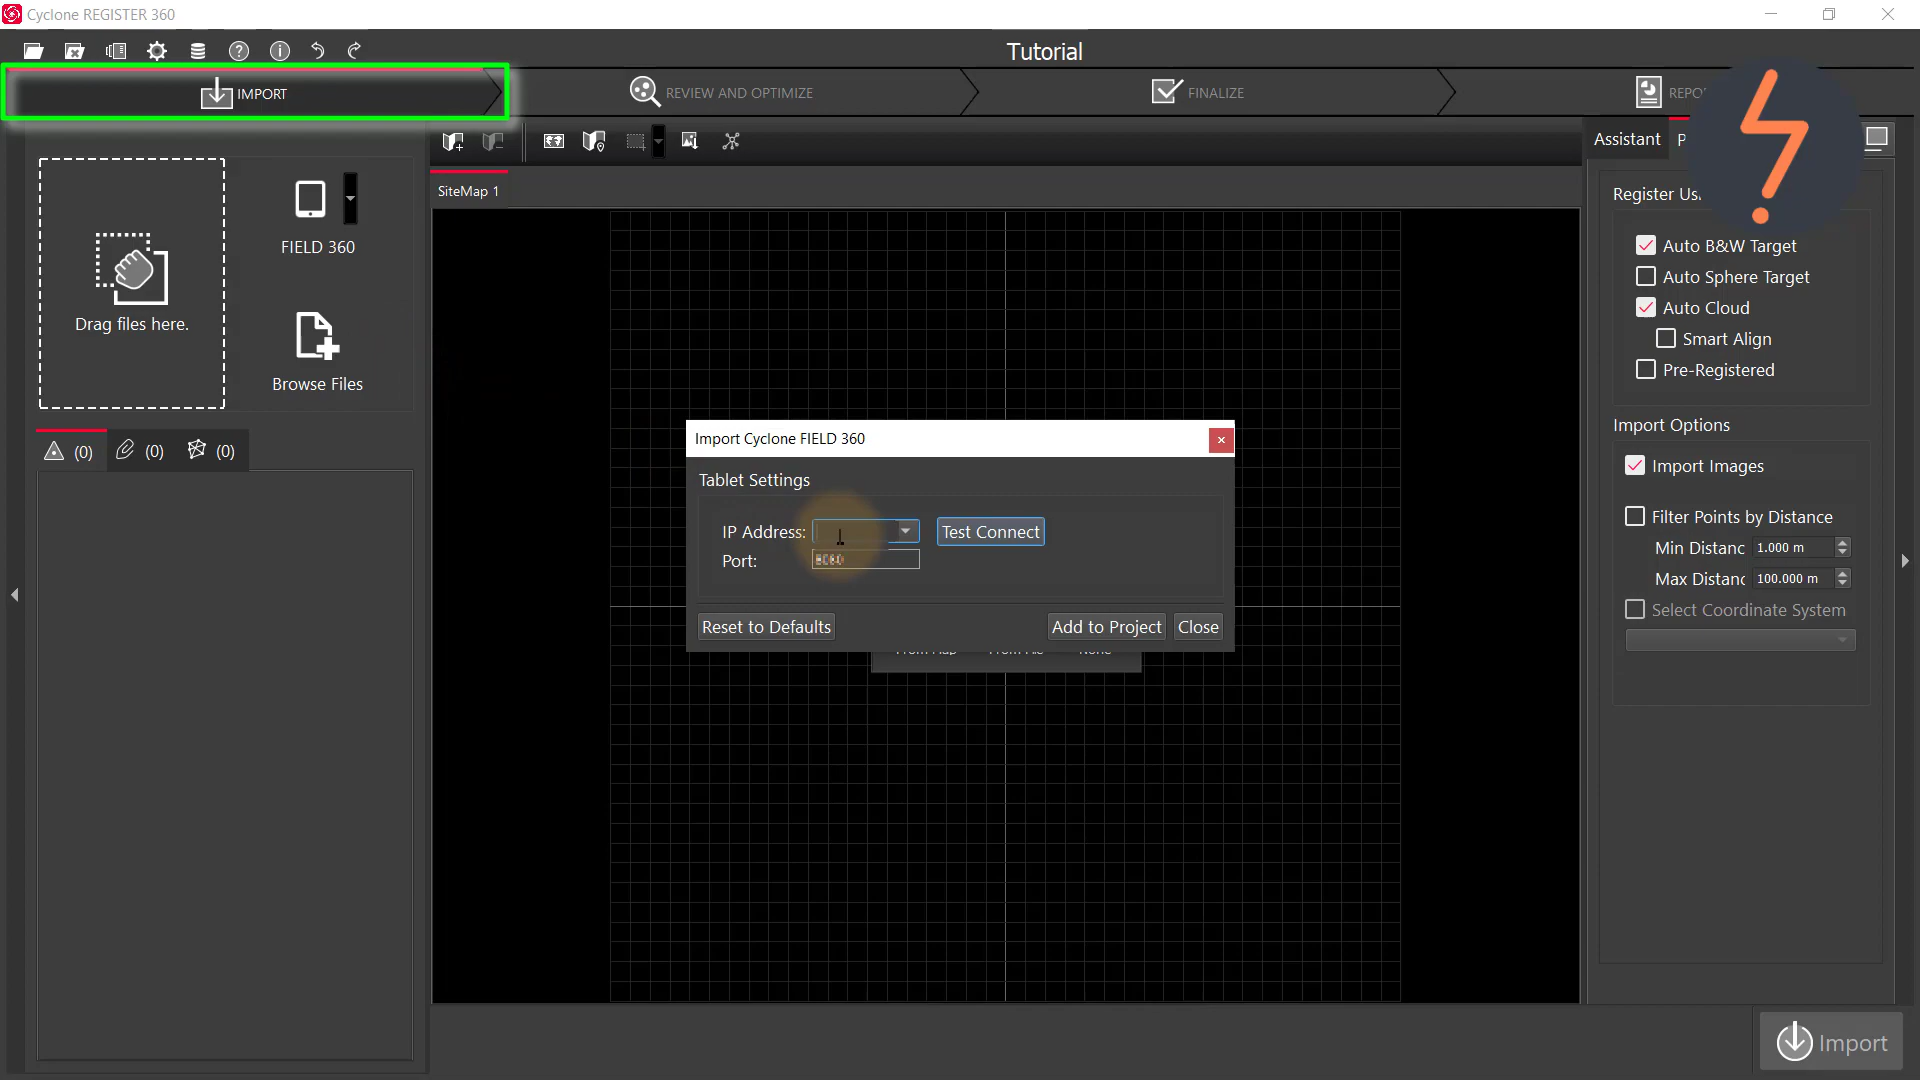 Cyclone REGISTER 360
Tutorial
IMPORT
REVIEW AND OPTIMIZE
FINALIZE
SiteMap 1
Drag files here.
FIELD 360
Browse Files
(0) (0) (0)
Import Cyclone FIELD 360
Tablet Settings
IP Address: Test Connect
Port:
Reset to Defaults Add to Project Close
Assistant
Register
Auto B&W Target
Auto Sphere Target
Auto Cloud
Smart Align
Pre-Registered
Import Options
Import Images
Filter Points by Distance
Min Distanc 1.000 m
Max Distanc 100.000 m
Select Coordinate System
Import